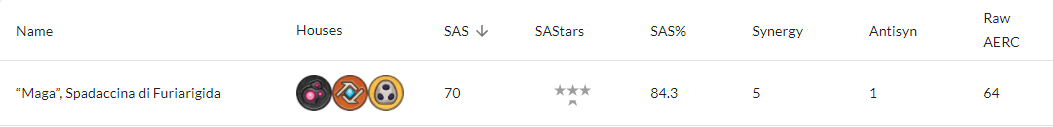 Name Houses SAS SAStars SAS% Synergy Antisyn Raw AERC
“Maga”, Spadaccina di Furiarigida 70 84.3 5 1 64